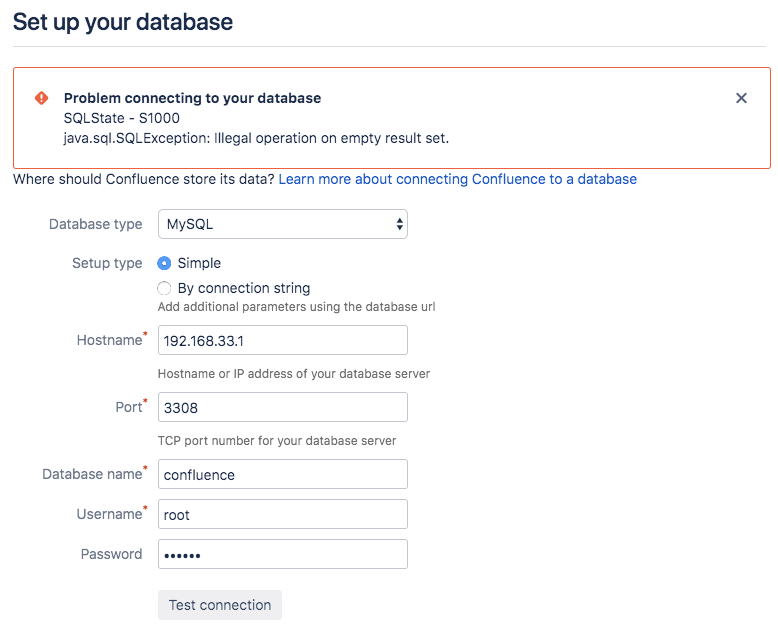 Set up your database
Problem connecting to your database
SQLState - S1000
java.sql.SQLException: Illegal operation on empty result set.
Where should Confluence store its data? Learn more about connecting Confluence to a database
Database type MySQL
Setup type Simple
By connection string
Add additional parameters using the database url
Hostname* 192.168.33.1
Hostname or IP address of your database server
Port* 3308
TCP port number for your database server
Database name* confluence
Username* root
Password ••••••
Test connection